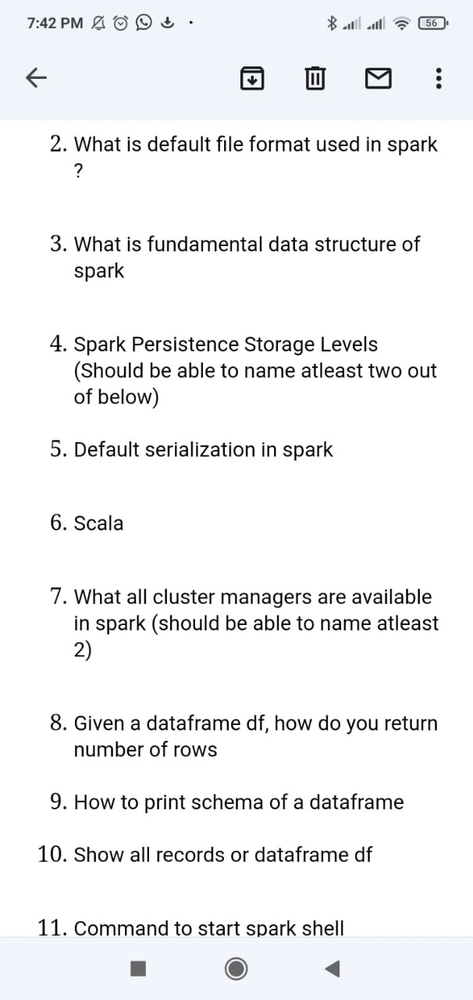 7:42 PM
56
2. What is default file format used in spark
?
3. What is fundamental data structure of
spark
4. Spark Persistence Storage Levels
(Should be able to name atleast two out
of below)
5. Default serialization in spark
6. Scala
7. What all cluster managers are available
in spark (should be able to name atleast
2)
8. Given a dataframe df, how do you return
number of rows
9. How to print schema of a dataframe
10. Show all records or dataframe df
11. Command to start spark shell